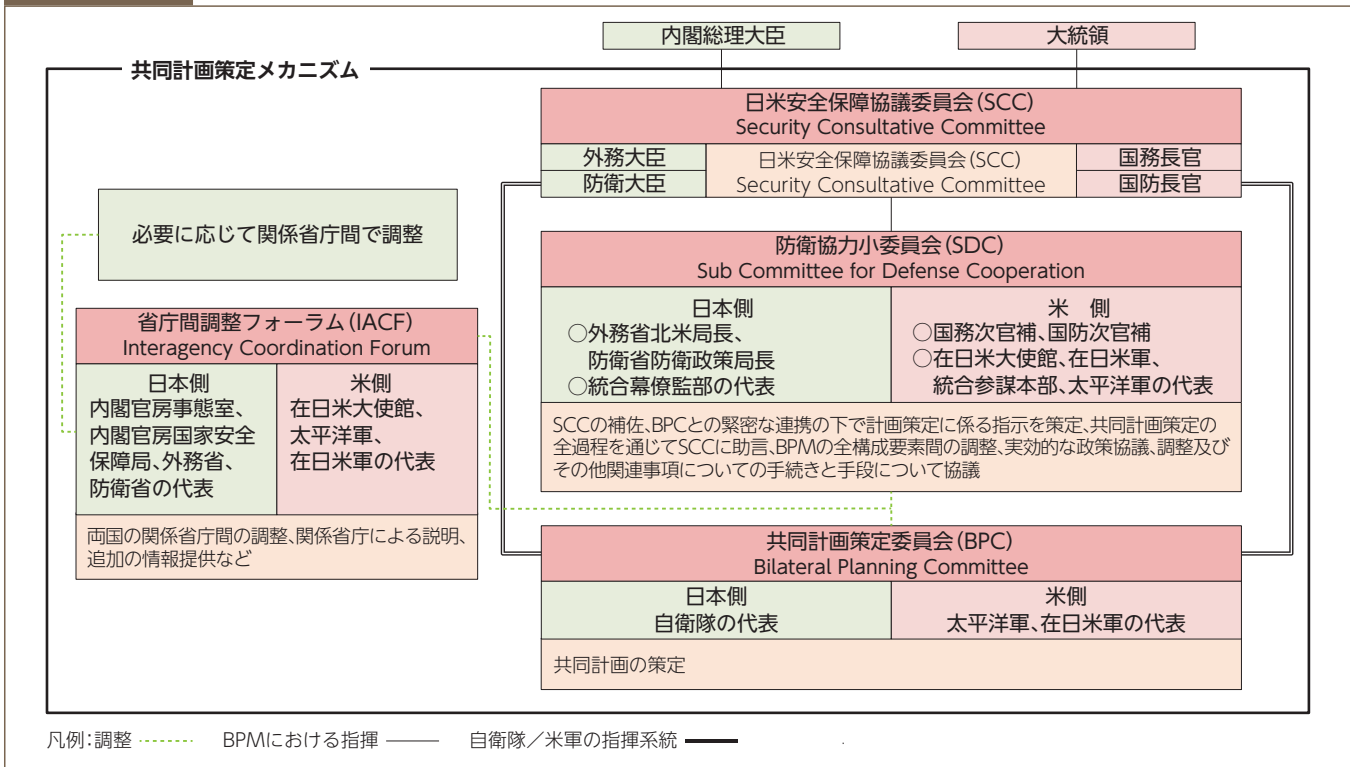 内閣総理大臣
大統領
共同計画策定メカニズム
日米安全保障協議委員会(SCC)
Security Consultative Committee
外務大臣
防衛大臣
日米安全保障協議委員会(SCC)
Security Consultative Committee
国務長官
国防長官
必要に応じて関係省庁間で調整
防衛協力小委員会(SDC)
Sub Committee for Defense Cooperation
日本側
○外務省北米局長、
防衛省防衛政策局長
○統合幕僚監部の代表
米 側
○国務次官補、国防次官補
○在日米大使館、在日米軍、
統合参謀本部、太平洋軍の代表
SCCの補佐、BPCとの緊密な連携の下で計画策定に係る指示を策定、共同計画策定の
全過程を通じてSCCに助言、BPMの全構成要素間の調整、実効的な政策協議、調整及び
その他関連事項についての手続きと手段について協議
省庁間調整フォーラム(IACF)
Interagency Coordination Forum
日本側
内閣官房事態室、
内閣官房国家安全
保障局、外務省、
防衛省の代表
米側
在日米大使館、
太平洋軍、
在日米軍の代表
両国の関係省庁間の調整、関係省庁による説明、
追加の情報提供など
共同計画策定委員会(BPC)
Bilateral Planning Committee
日本側
自衛隊の代表
米側
太平洋軍、在日米軍の代表
共同計画の策定
凡例:調整 BPMにおける指揮 自衛隊/米軍の指揮系統